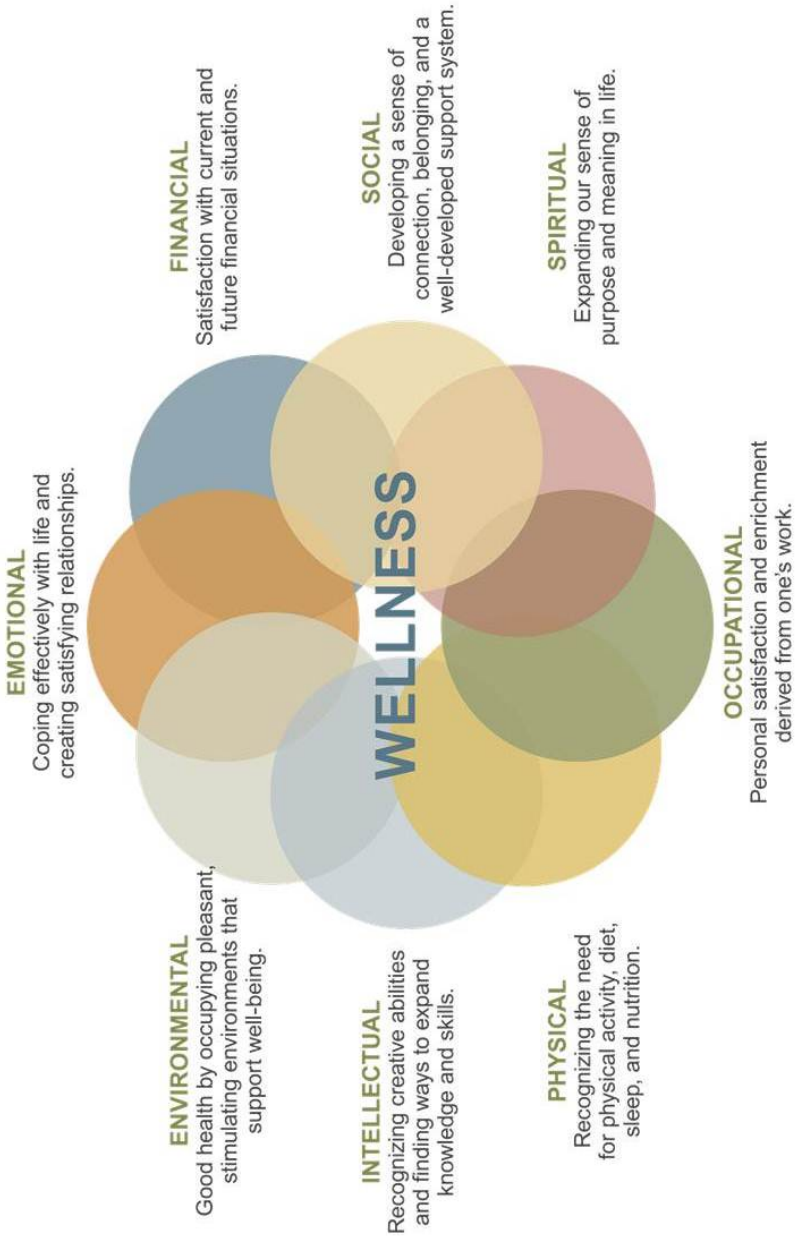 EMOTIONAL
Coping effectively with life and
creating satisfying relationships.
FINANCIAL
Satisfaction with current and
future financial situations.
SOCIAL
Developing a sense of
connection, belonging, and a
well-developed support system.
SPIRITUAL
Expanding our sense of
purpose and meaning in life.
OCCUPATIONAL
Personal satisfaction and enrichment
derived from one's work.
PHYSICAL
Recognizing the need
for physical activity, diet,
sleep, and nutrition.
INTELLECTUAL
Recognizing creative abilities
and finding ways to expand
knowledge and skills.
ENVIRONMENTAL
Good health by occupying pleasant,
stimulating environments that
support well-being.
WELLNESS